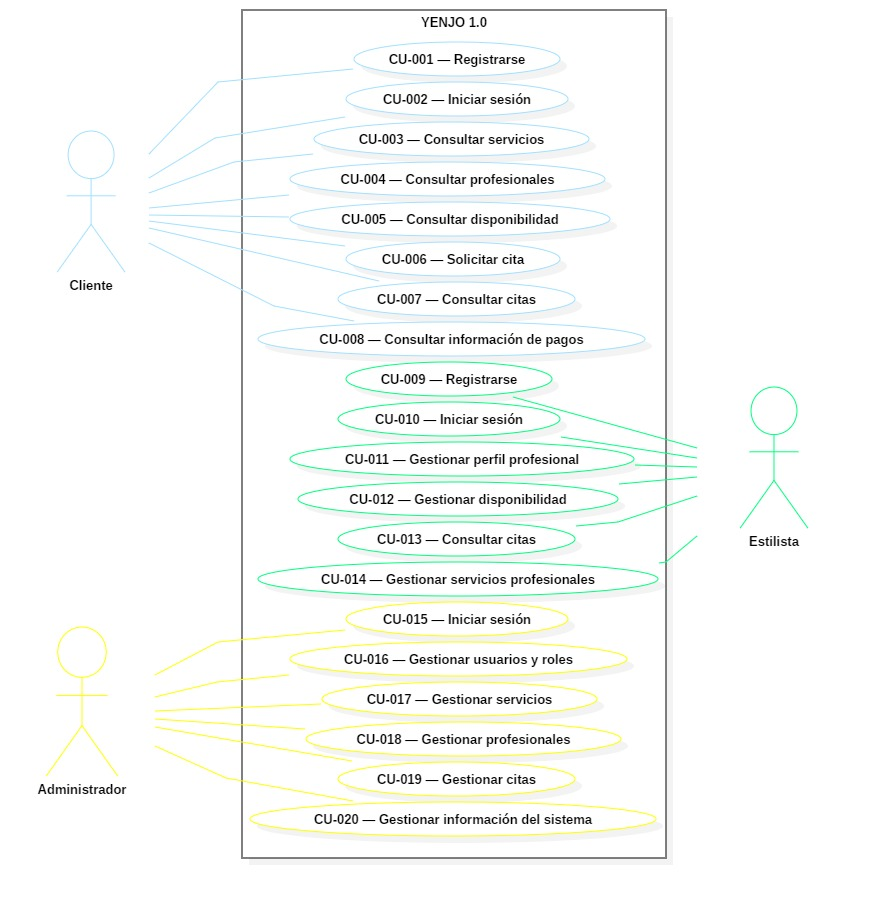 YENJO 1.0
CU-001 — Registrarse
CU-002 — Iniciar sesión
CU-003 — Consultar servicios
CU-004 — Consultar profesionales
CU-005 — Consultar disponibilidad
CU-006 — Solicitar cita
CU-007 — Consultar citas
Cliente
CU-008 — Consultar información de pagos
CU-009 — Registrarse
CU-010 — Iniciar sesión
CU-011 — Gestionar perfil profesional
CU-012 — Gestionar disponibilidad
CU-013 — Consultar citas
Estilista
CU-014 — Gestionar servicios profesionales
CU-015 — Iniciar sesión
CU-016 — Gestionar usuarios y roles
CU-017 — Gestionar servicios
CU-018 — Gestionar profesionales
CU-019 — Gestionar citas
Administrador
CU-020 — Gestionar información del sistema